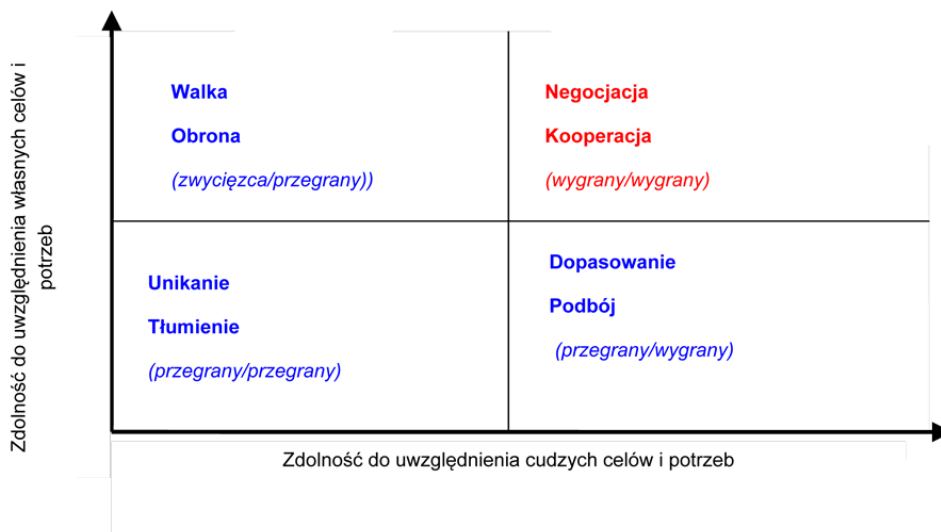 Zdolność do uwzględnienia własnych celów i
potrzeb
Walka
Obrona
(zwycięzca/przegrany))
Negocjacja
Kooperacja
(wygrany/wygrany)
Unikanie
Tłumienie
(przegrany/przegrany)
Dopasowanie
Podbój
(przegrany/wygrany)
Zdolność do uwzględnienia cudzych celów i potrzeb